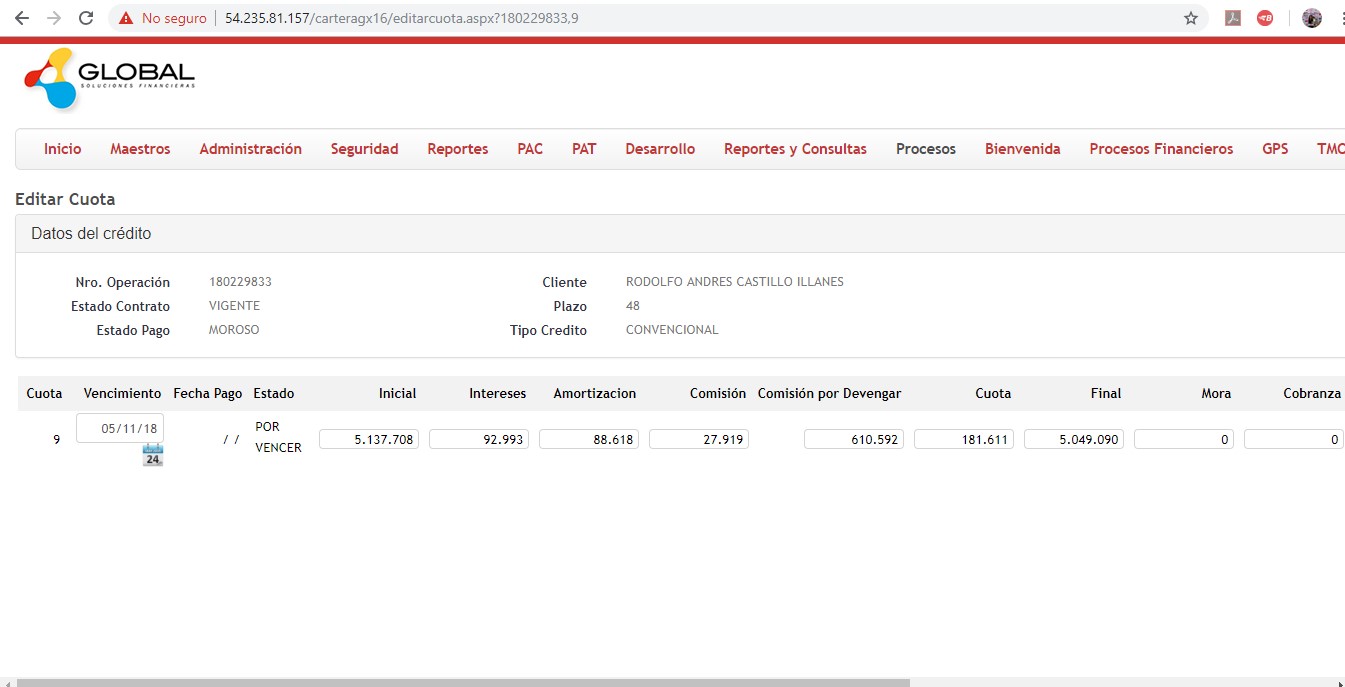 No seguro 54.235.81.157/carteragx16/editarcuota.aspx?180229833,9
GLOBAL
SOLUCIONES FINANCIERAS
Inicio Maestros Administración Seguridad Reportes PAC PAT Desarrollo Reportes y Consultas Procesos Bienvenida Procesos Financieros GPS TMO
Editar Cuota
Datos del crédito
Nro. Operación 180229833 Cliente RODOLFO ANDRES CASTILLO ILLANES
Estado Contrato VIGENTE Plazo 48
Estado Pago MOROSO Tipo Credito CONVENCIONAL
Cuota Vencimiento Fecha Pago Estado Inicial Intereses Amortizacion Comisión Comisión por Devengar Cuota Final Mora Cobranza
9 05/11/18 / / POR VENCER 5.137.708 92.993 88.618 27.919 610.592 181.611 5.049.090 0 0
24